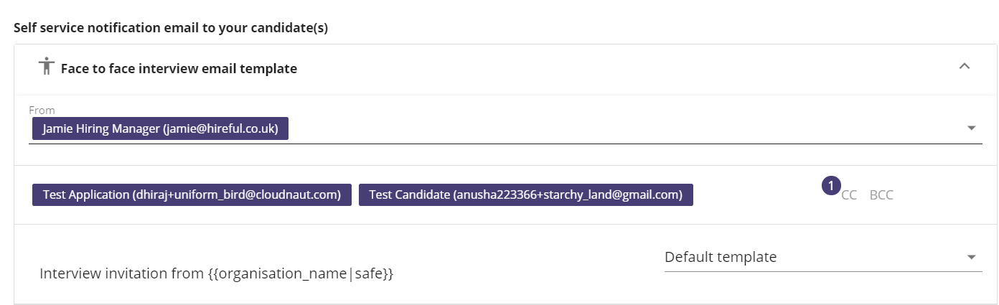 Self service notification email to your candidate(s)
Face to face interview email template
From
Jamie Hiring Manager (jamie@hireful.co.uk)
Test Application (dhiraj+uniform_bird@cloudnaut.com) Test Candidate (anusha223366+starchy_land@gmail.com) 1 CC BCC
Default template
Interview invitation from {{organisation_name|safe}}